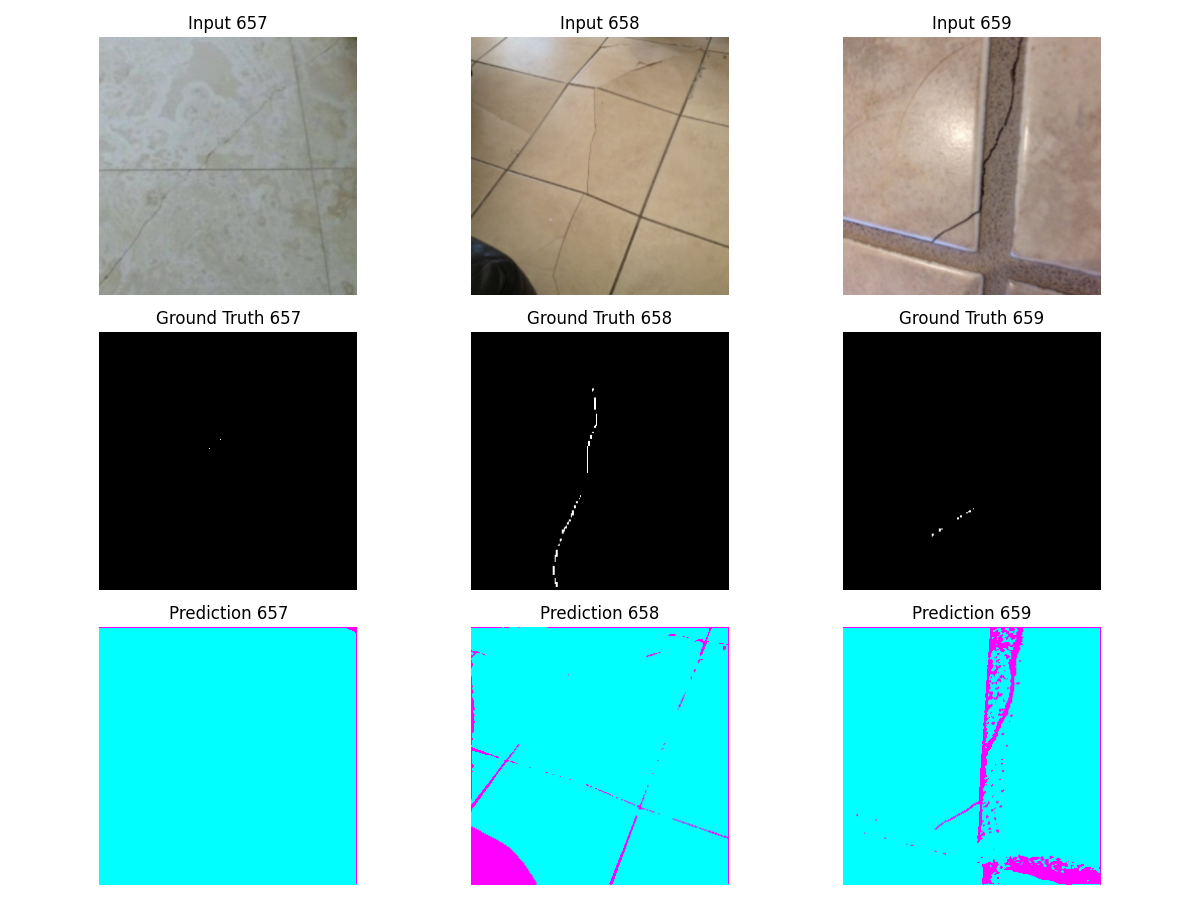 Input 657
Input 658
Input 659
Ground Truth 657
Ground Truth 658
Ground Truth 659
Prediction 657
Prediction 658
Prediction 659